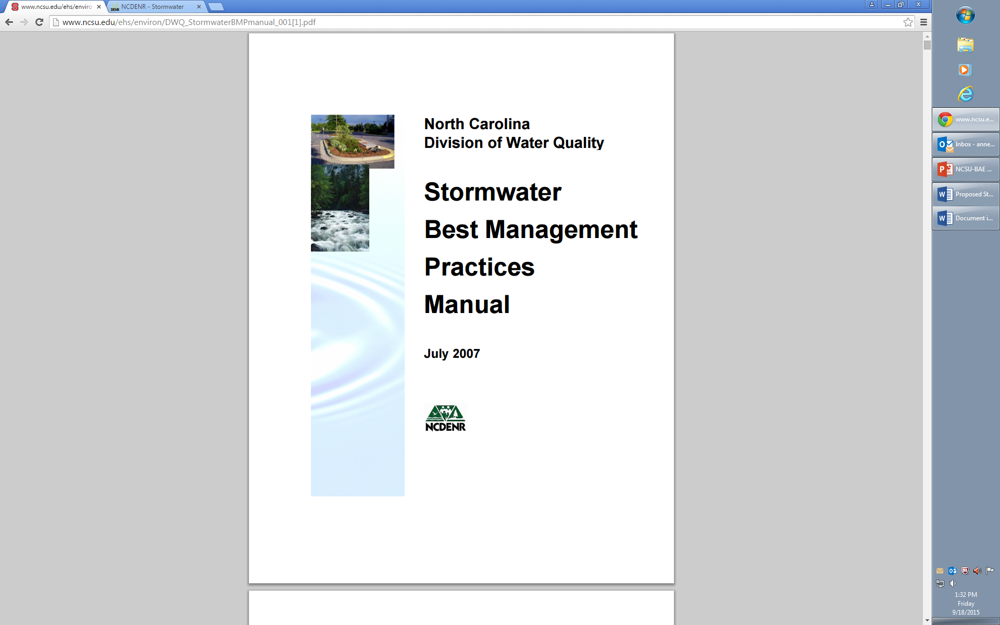 www.ncsu.edu/ehs/enviro
NCDENR - Stormwater
www.ncsu.edu/ehs/environ/DWQ_StormwaterBMPmanual_001[1].pdf
North Carolina
Division of Water Quality
Stormwater
Best Management
Practices
Manual
July 2007
NCDENR
www.ncsu.e...
Inbox - anne...
NCSU-BAE ...
Proposed St...
Document i...
1:32 PM
Friday
9/18/2015